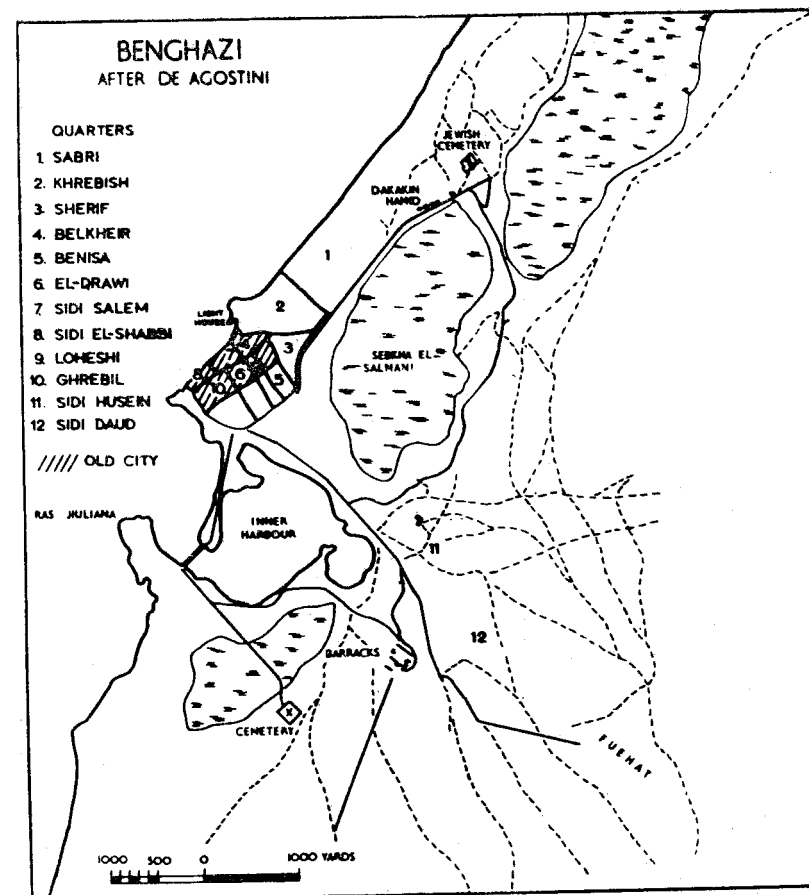 BENGHAZI
AFTER DE AGOSTINI
QUARTERS
1 SABRI
2 KHREBISH
3 SHERIF
4 BELKHEIR
5 BENISA
6 EL-DRAWI
7 SIDI SALEM
8 SIDI EL-SHABBI
9 LOHESHI
10 GHREBIL
11 SIDI HUSEIN
12 SIDI DAUD
///// OLD CITY
JEWISH
CEMETERY
DAKAKIN
HAMID
1
2
LIGHT
HOUSE
3
4
SEBKHA EL
SALMANI
8
10
6
5
RAS JIULIANA
INNER
HARBOUR
11
12
BARRACKS
X
CEMETERY
FUEHAT
1000 500 0 1000 YARDS